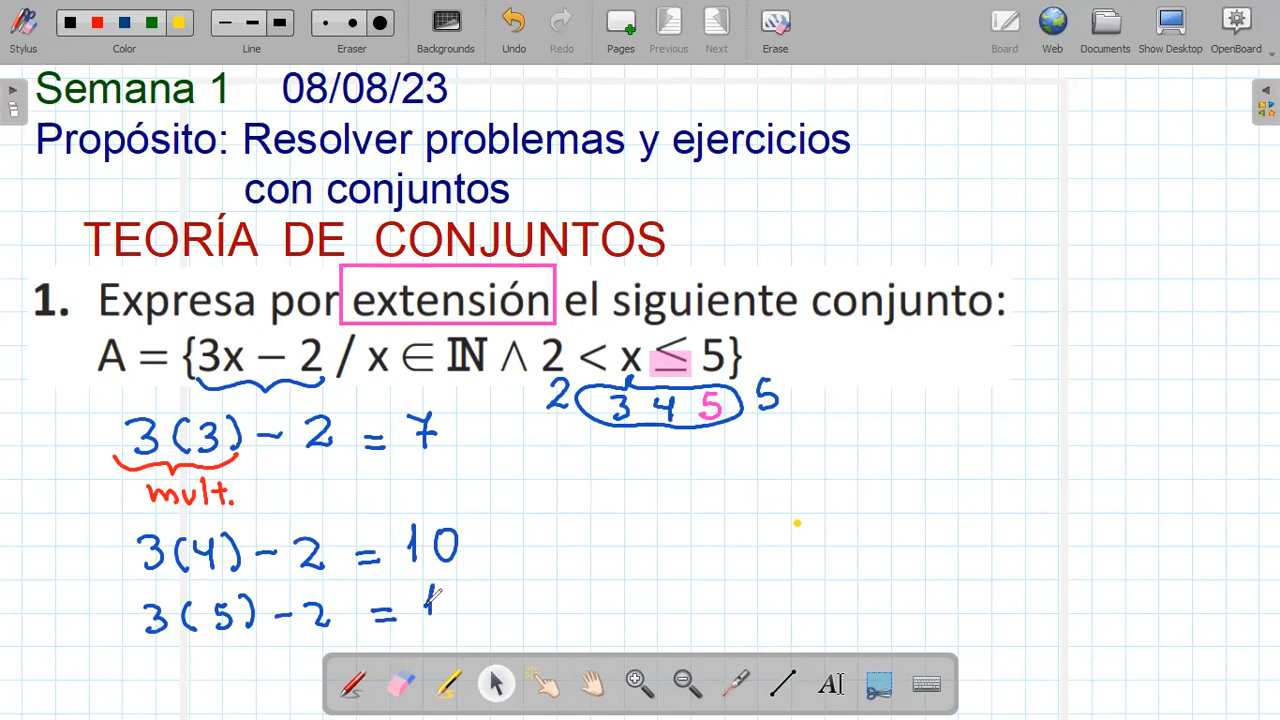 Stylus Color Line Eraser Backgrounds Undo Redo Pages Previous Next Erase Board Web Documents Show Desktop OpenBoard
Semana 1 08/08/23
Propósito: Resolver problemas y ejercicios
con conjuntos
TEORÍA DE CONJUNTOS
1. Expresa por extensión el siguiente conjunto:
A = {3x − 2 / x ∈ ℕ ∧ 2 < x ≤ 5}
2 3 4 5 5
3(3) - 2 = 7
mult.
3(4) - 2 = 10
3(5) - 2 = 1